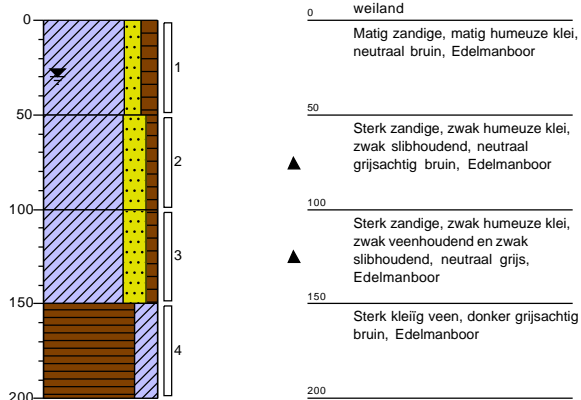 0
50
100
150
200
1
2
3
4
0
weiland
Matig zandige, matig humeuze klei,
neutraal bruin, Edelmanboor
50
Sterk zandige, zwak humeuze klei,
zwak slibhoudend, neutraal
grijsachtig bruin, Edelmanboor
100
Sterk zandige, zwak humeuze klei,
zwak veenhoudend en zwak
slibhoudend, neutraal grijs,
Edelmanboor
150
Sterk kleiïg veen, donker grijsachtig
bruin, Edelmanboor
200